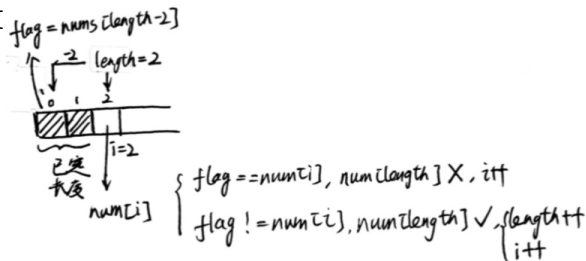 flag = nums[length-2]
-2 length=2
0 1 2
i=2
已定
长度
num[i]
flag == num[i], num[length] X, i++
flag != num[i], num[length] ✓, length++
i++